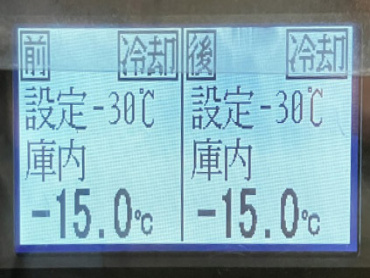 前 冷却
設定 -30℃
庫内
-15.0℃
後 冷却
設定 -30℃
庫内
-15.0℃